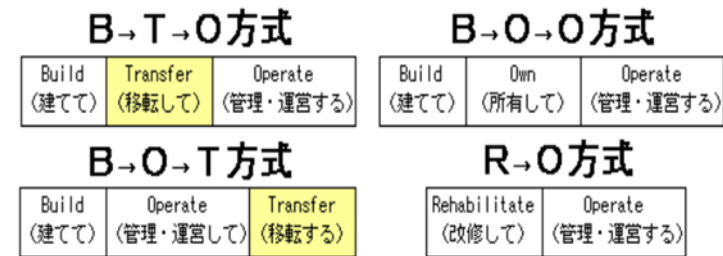 B→T→O方式
Build Transfer Operate
(建てて) (移転して) (管理・運営する)
B→O→O方式
Build Own Operate
(建てて) (所有して) (管理・運営する)
B→O→T方式
Build Operate Transfer
(建てて) (管理・運営して) (移転する)
R→O方式
Rehabilitate Operate
(改修して) (管理・運営する)